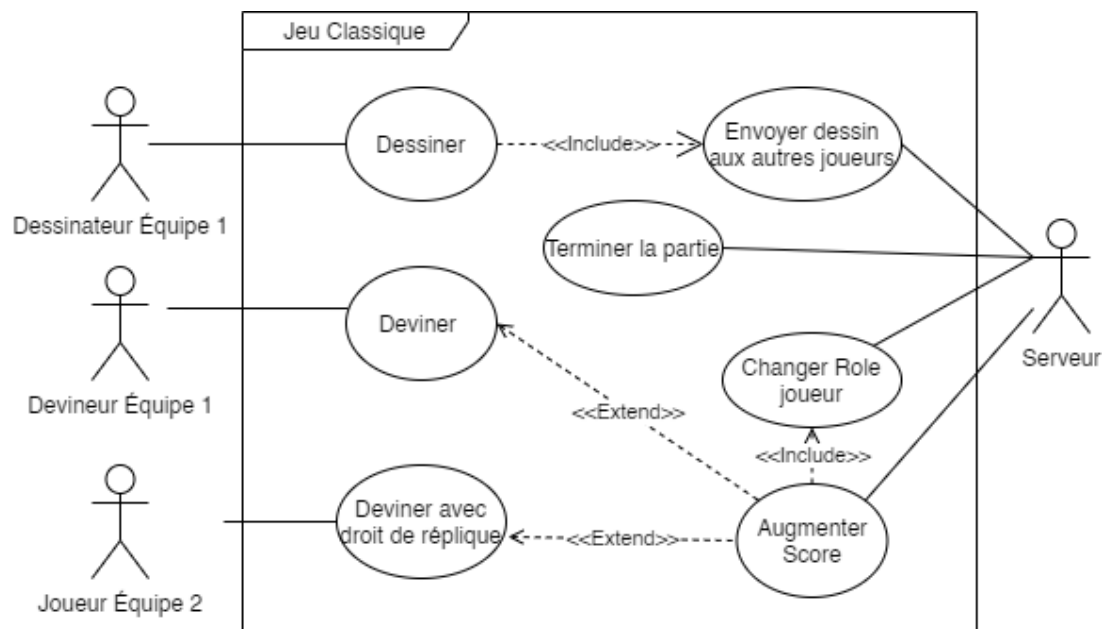 Jeu Classique
Dessiner
<<Include>>
Envoyer dessin
aux autres joueurs
Dessinateur Équipe 1
Terminer la partie
Deviner
Devineur Équipe 1
Serveur
Changer Role
joueur
<<Extend>>
<<Include>>
Deviner avec
droit de réplique
<<Extend>>
Augmenter
Score
Joueur Équipe 2